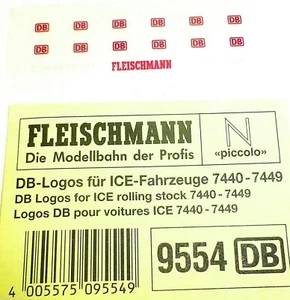 DB DB DB DB DB DB
DB DB DB DB DB DB
FLEISCHMANN
FLEISCHMANN
Die Modellbahn der Profis
N
«piccolo»
DB-Logos für ICE-Fahrzeuge 7440-7449
DB Logos for ICE rolling stock 7440-7449
Logos DB pour voitures ICE 7440-7449
9554 DB
4 005575 095549